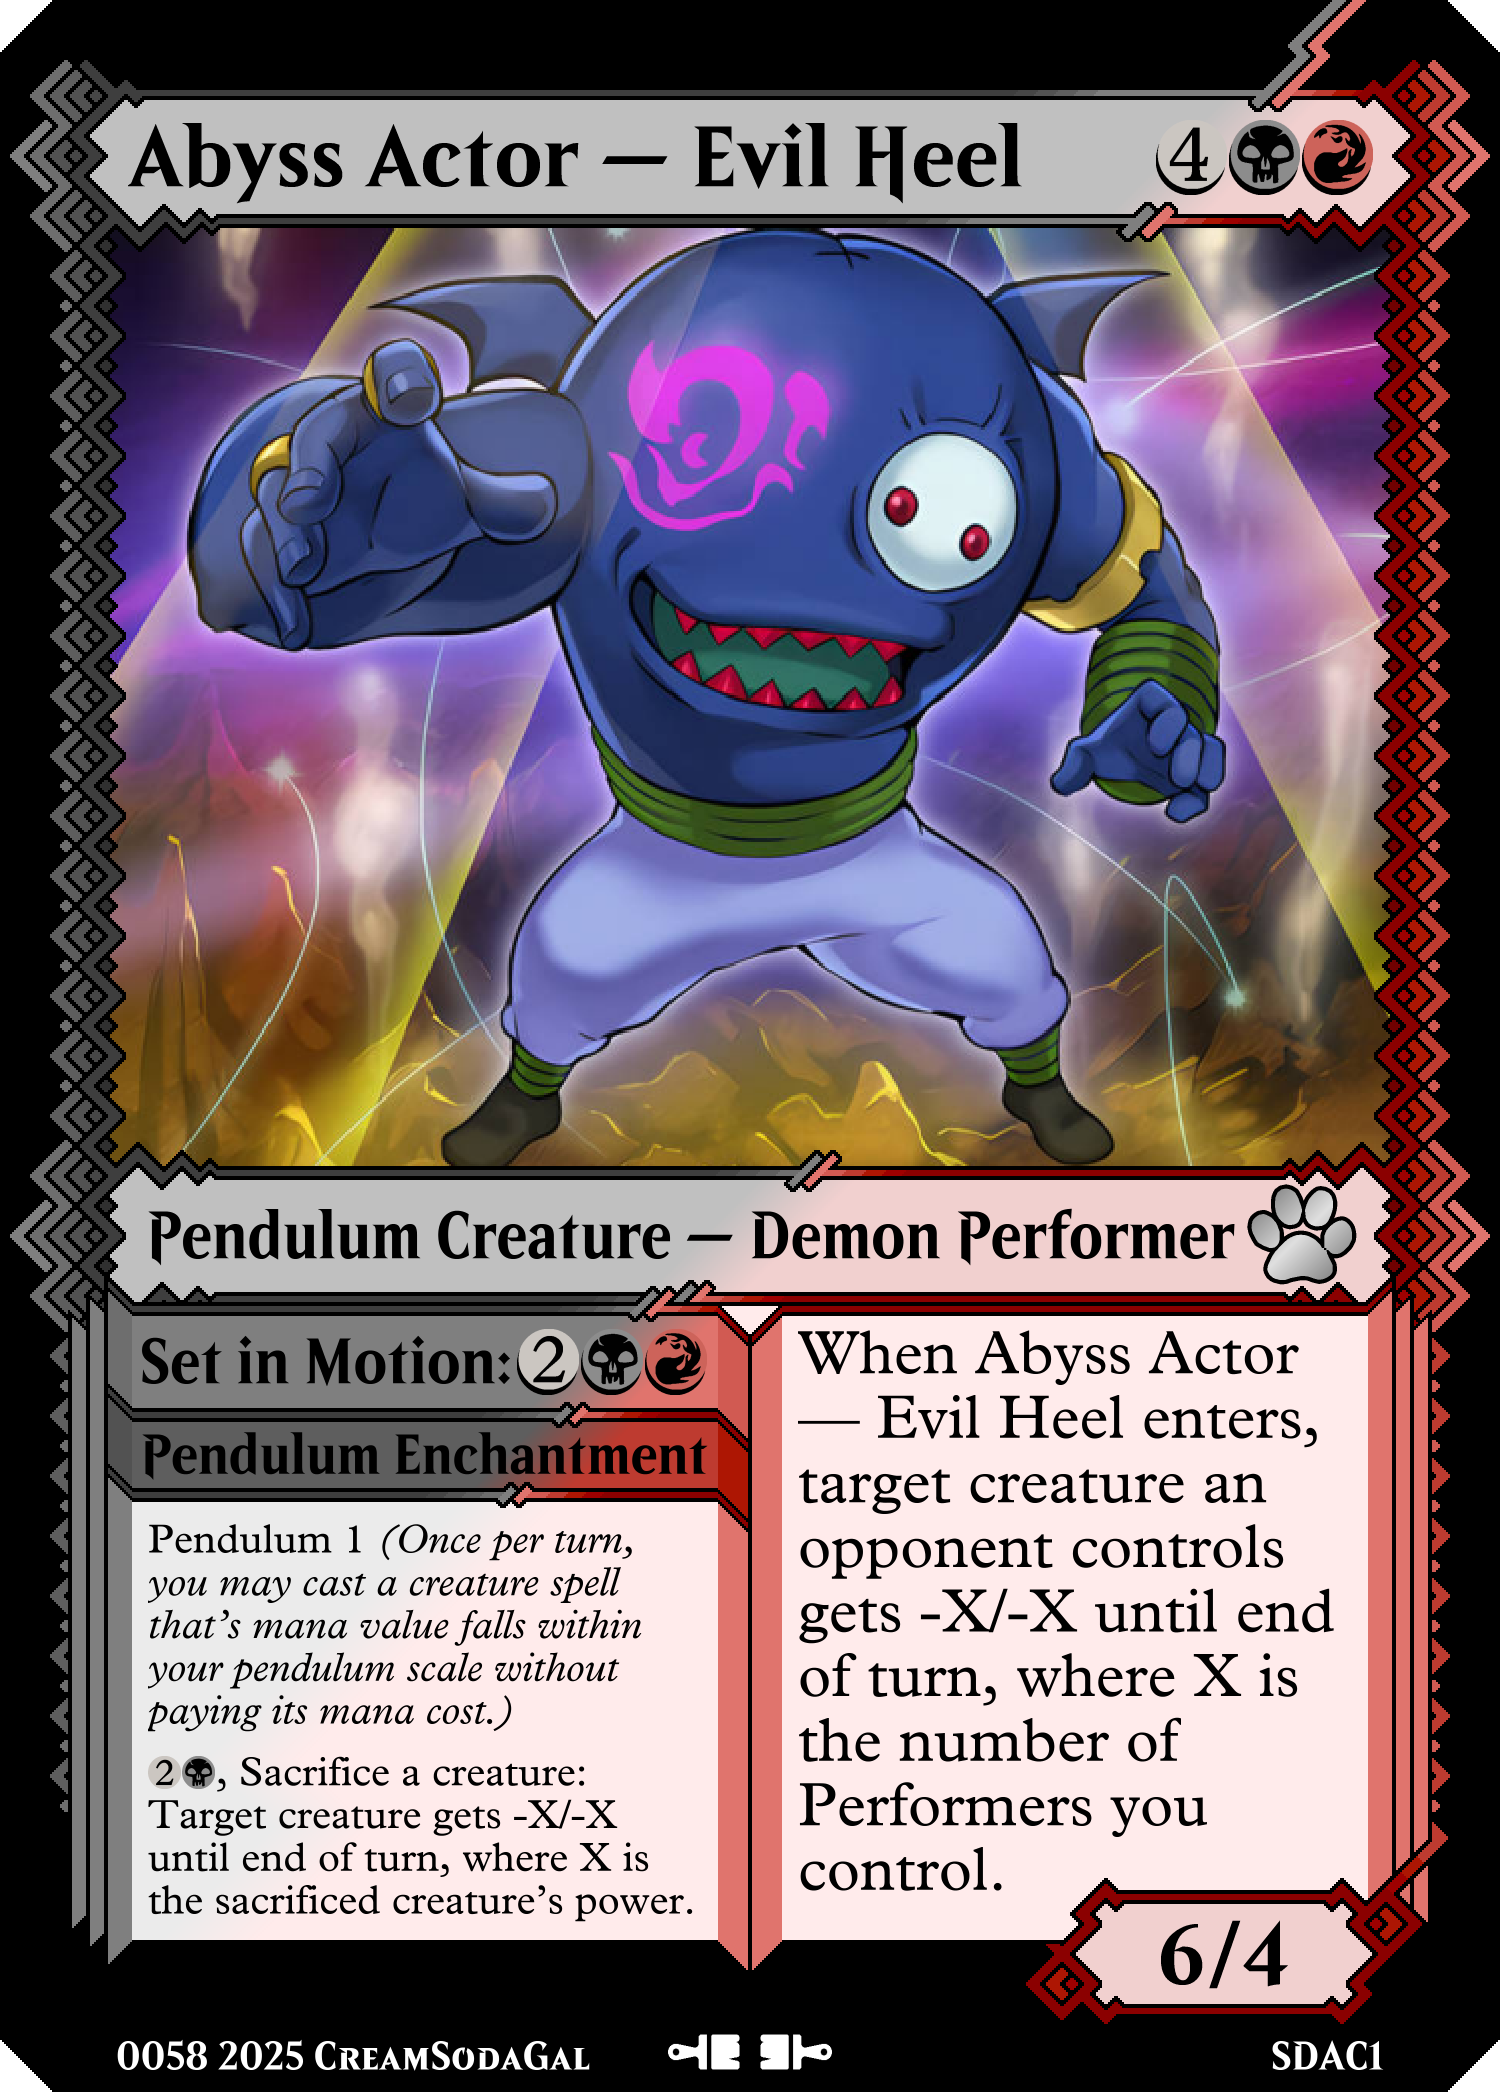 Abyss Actor — Evil Heel 4
Pendulum Creature — Demon Performer
Set in Motion: 2
Pendulum Enchantment
Pendulum 1 (Once per turn,
you may cast a creature spell
that's mana value falls within
your pendulum scale without
paying its mana cost.)
2, Sacrifice a creature:
Target creature gets -X/-X
until end of turn, where X is
the sacrificed creature's power.
When Abyss Actor
— Evil Heel enters,
target creature an
opponent controls
gets -X/-X until end
of turn, where X is
the number of
Performers you
control.
6/4
0058 2025 CreamSodaGal
SDAC1